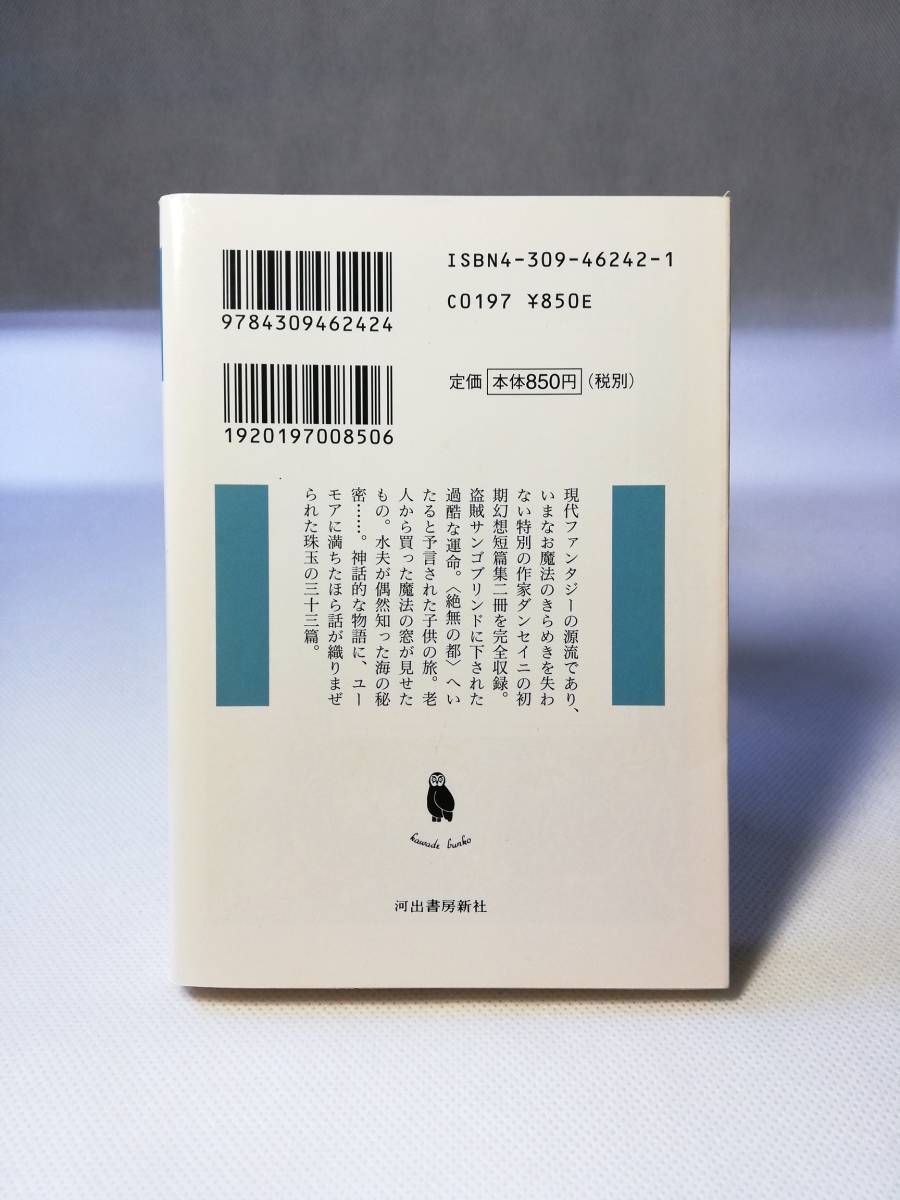 ISBN4-309-46242-1
C0197 ¥850E
9784309462424
定価 本体850円 (税別)
1920197008506
現代ファンタジーの源流であり、
いまなお魔法のきらめきを失わ
ない特別の作家ダンセイニの初
期幻想短篇集二冊を完全収録。
盗賊サンゴブリンドに下された
過酷な運命。〈絶無の都〉へい
たると予言された子供の旅。老
人から買った魔法の窓が見せた
もの。水夫が偶然知った海の秘
密……。神話的な物語に、ユー
モアに満ちたほら話が織りまぜ
られた珠玉の三十三篇。
kawade bunko
河出書房新社